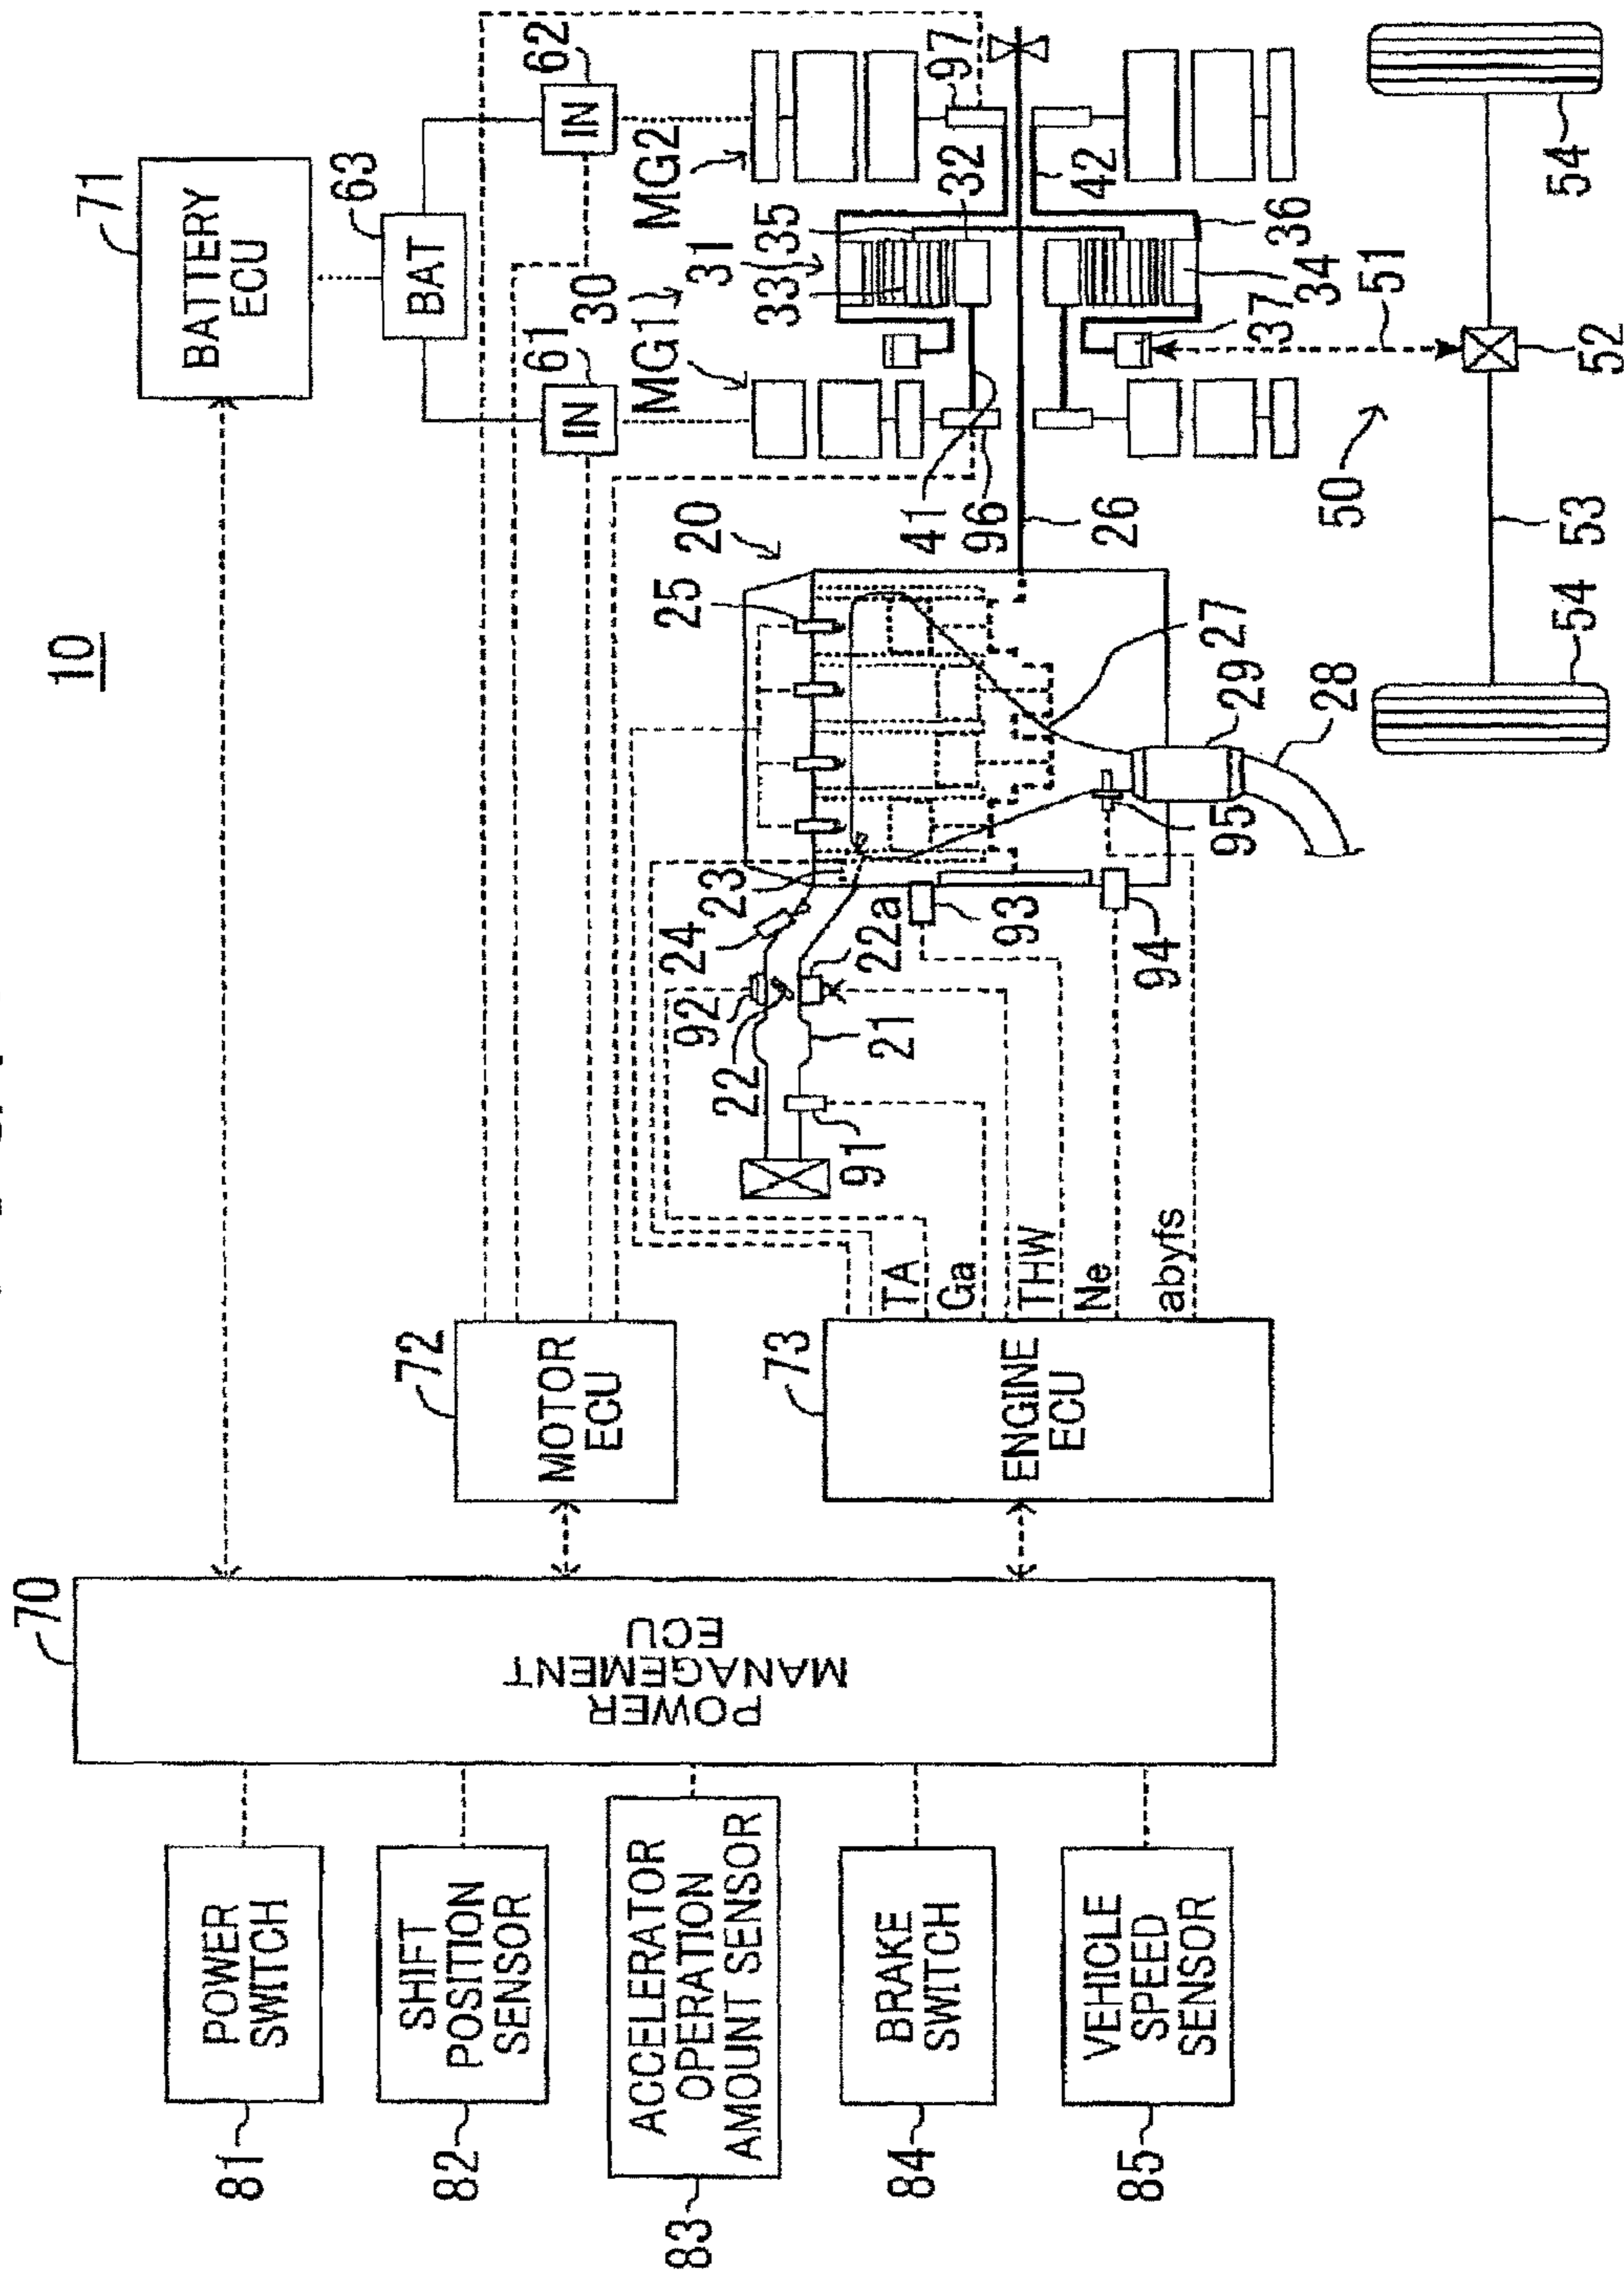 10
70
POWER
MANAGEMENT
ECU
71
BATTERY
ECU
63
BAT
72
MOTOR
ECU
73
ENGINE
ECU
TA
Ga
THW
Ne
abyfs
81
POWER
SWITCH
82
SHIFT
POSITION
SENSOR
83
ACCELERATOR
OPERATION
AMOUNT SENSOR
84
BRAKE
SWITCH
85
VEHICLE
SPEED
SENSOR
61
IN
62
IN
30
MG1
MG2
31
33
35
32
97
42
36
34
37
51
52
50
53
54
54
41
96
26
20
25
23
24
92
22
22a
21
91
93
94
95
27
29
28